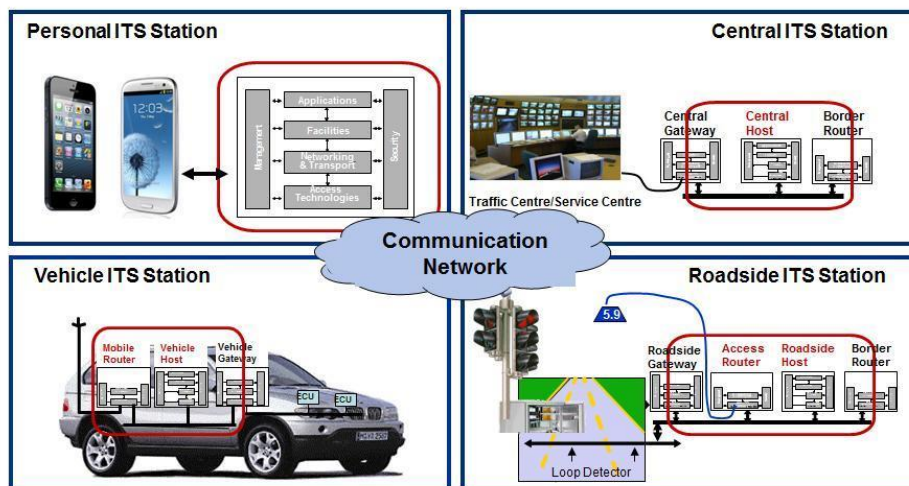 Personal ITS Station
12:03
Applications
Facilities
Networking
& Transport
Access
Technologies
Management
Security
Central ITS Station
Central
Gateway
Central
Host
Border
Router
Traffic Centre/Service Centre
Communication
Network
Vehicle ITS Station
Mobile
Router
Vehicle
Host
Vehicle
Gateway
ECU
ECU
Roadside ITS Station
5.9
Roadside
Gateway
Access
Router
Roadside
Host
Border
Router
Loop Detector